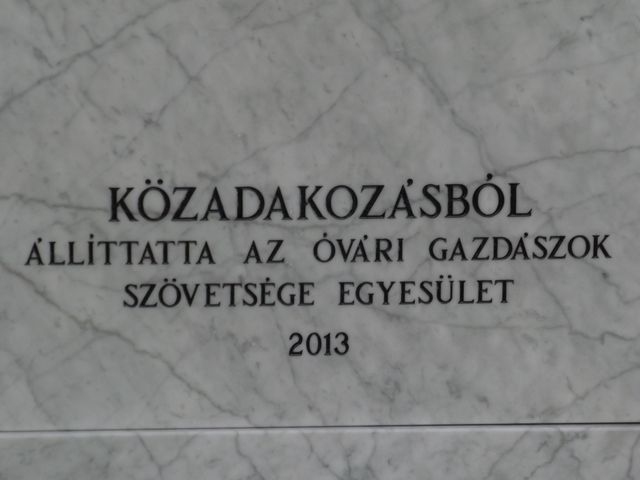 KÖZADAKOZÁSBÓL
ÁLLÍTTATTA AZ ÓVÁRI GAZDÁSZOK
SZÖVETSÉGE EGYESÜLET
2013